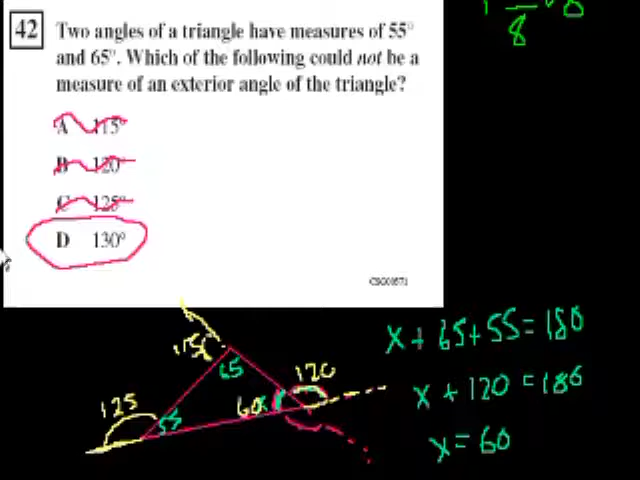 8
8
42 Two angles of a triangle have measures of 55°
and 65°. Which of the following could not be a
measure of an exterior angle of the triangle?
A 115°
B 120°
C 125°
D 130°
115
65
120
60
125
55
x + 65 + 55 = 180
x + 120 = 180
x = 60